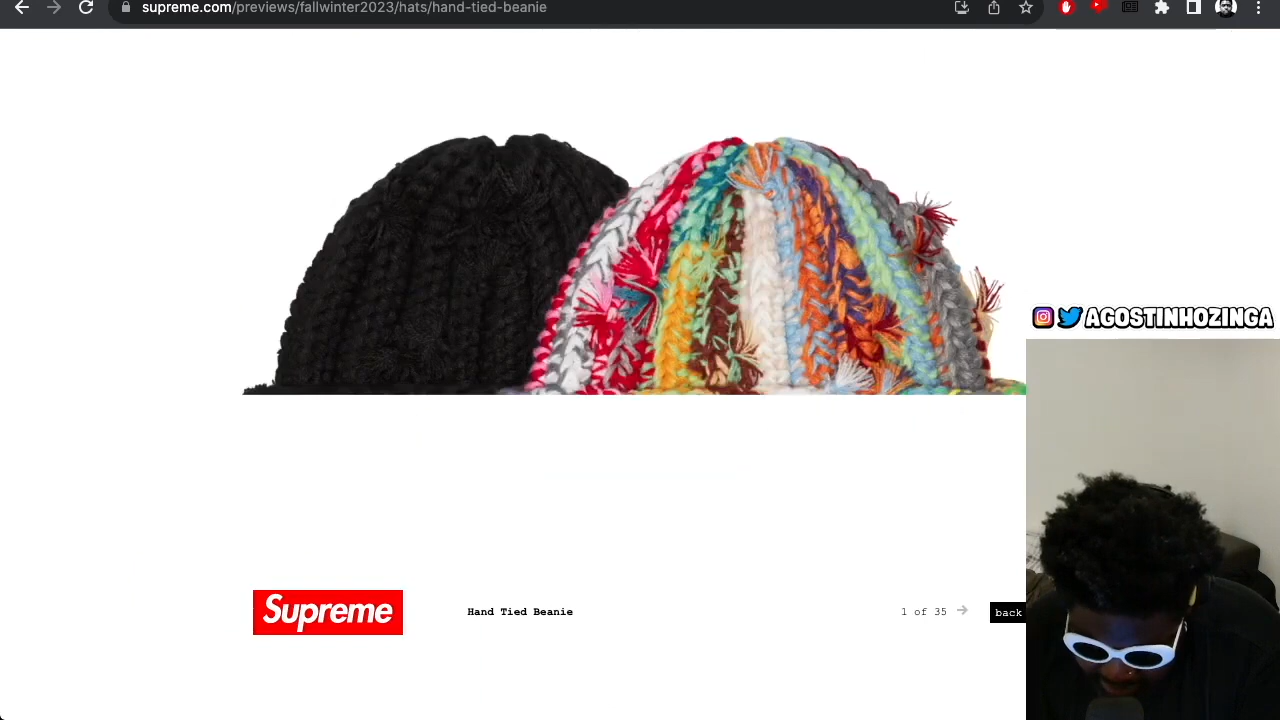 supreme.com/previews/fallwinter2023/hats/hand-tied-beanie
AGOSTINHOZINGA
Supreme
Hand Tied Beanie
1 of 35
back